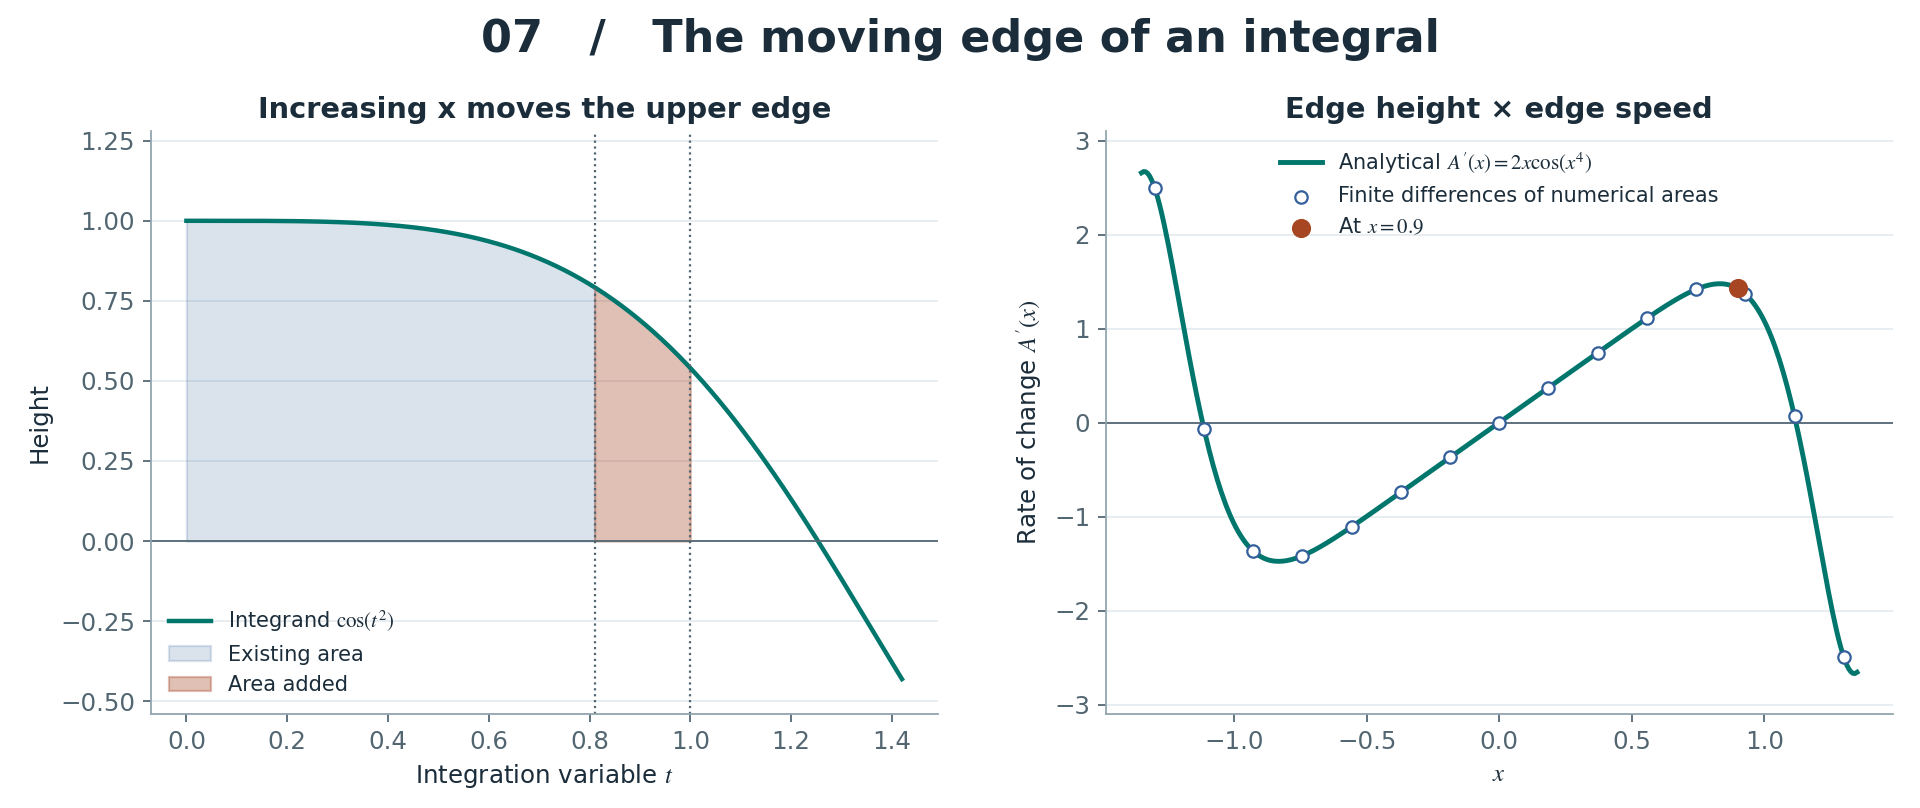 07 / The moving edge of an integral
Increasing x moves the upper edge
Height
1.25
1.00
0.75
0.50
0.25
0.00
−0.25
−0.50
Integrand cos(t²)
Existing area
Area added
0.0 0.2 0.4 0.6 0.8 1.0 1.2 1.4
Integration variable t
Edge height × edge speed
Rate of change A′(x)
3
2
1
0
−1
−2
−3
Analytical A′(x) = 2xcos(x⁴)
Finite differences of numerical areas
At x = 0.9
−1.0 −0.5 0.0 0.5 1.0
x